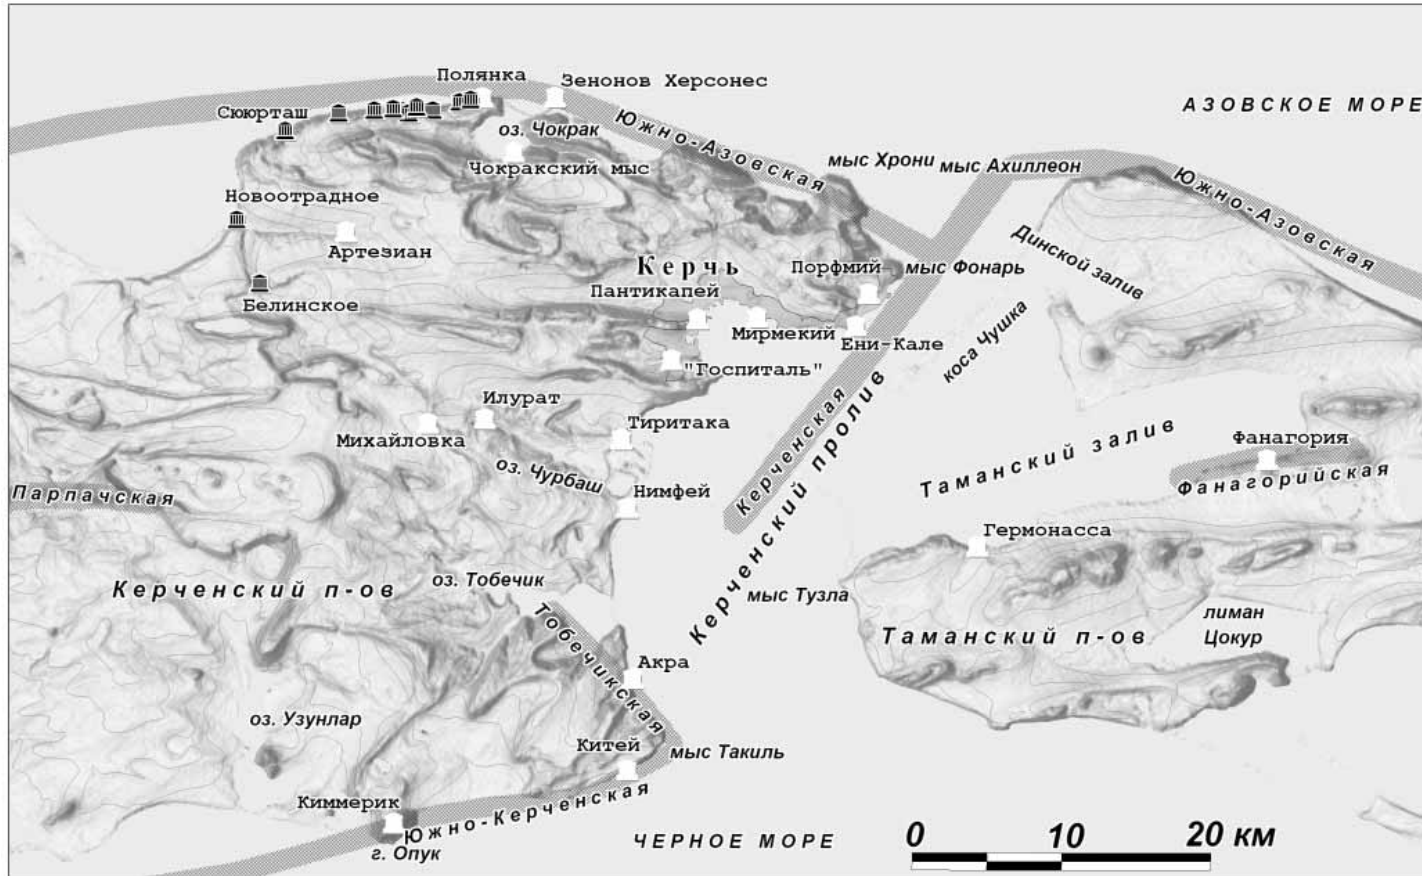 Полянка
Зенонов Херсонес
АЗОВСКОЕ МОРЕ
Сююрташ
оз. Чокрак
Южно-Азовская
мыс Хрони
мыс Ахиллеон
Чокракский мыс
Южно-Азовская
Новоотрадное
Артезиан
Динской залив
Керчь
Порфмий
мыс Фонарь
Пантикапей
Белинское
Мирмекий
Ени-Кале
коса Чушка
"Госпиталь"
Илурат
Тиритака
Михайловка
Керченская
Керченский пролив
Таманский залив
Фанагория
оз. Чурбаш
Фанагорийская
Парпачская
Нимфей
Гермонасса
оз. Тобечик
Керченский п-ов
мыс Тузла
Тобечикская
лиман
Цокур
Таманский п-ов
Акра
оз. Узунлар
Китей
мыс Такиль
Киммерик
Южно-Керченская
г. Опук
ЧЕРНОЕ МОРЕ
0 10 20 км